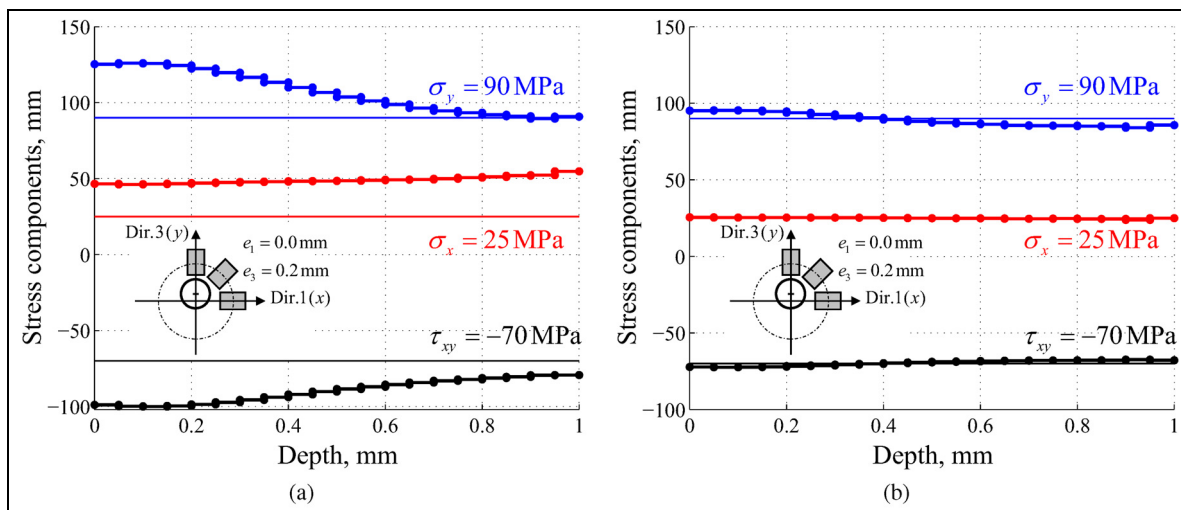 150
100
50
0
−50
−100
Stress components, mm
σy = 90 MPa
σx = 25 MPa
τxy = −70 MPa
Dir.3(y)
e1 = 0.0 mm
e3 = 0.2 mm
Dir.1(x)
0 0.2 0.4 0.6 0.8 1
Depth, mm
(a)
150
100
50
0
−50
−100
Stress components, mm
σy = 90 MPa
σx = 25 MPa
τxy = −70 MPa
Dir.3(y)
e1 = 0.0 mm
e3 = 0.2 mm
Dir.1(x)
0 0.2 0.4 0.6 0.8 1
Depth, mm
(b)